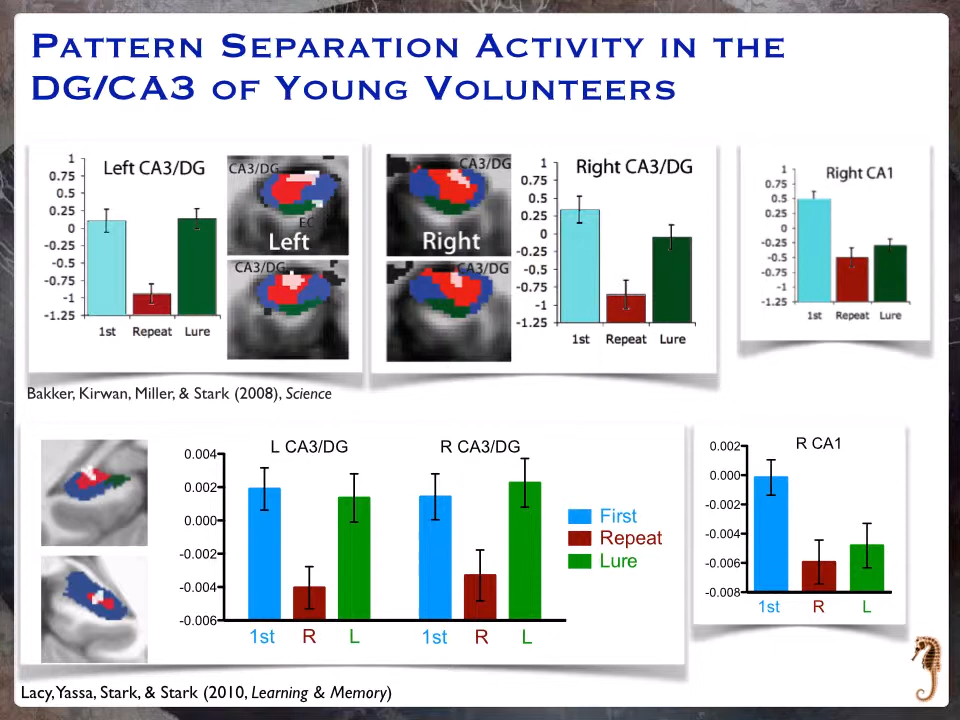 PATTERN SEPARATION ACTIVITY IN THE
DG/CA3 OF YOUNG VOLUNTEERS
Left CA3/DG
1
0.75
0.5
0.25
0
-0.25
-0.5
-0.75
-1
-1.25
1st Repeat Lure
CA3/DG
EC
Left
CA3/DG
CA3/DG
Right
CA3/DG
Right CA3/DG
1
0.75
0.5
0.25
0
-0.25
-0.5
-0.75
-1
-1.25
1st Repeat Lure
Right CA1
1
0.75
0.5
0.25
0
-0.25
-0.5
-0.75
-1
-1.25
1st Repeat Lure
Bakker, Kirwan, Miller, & Stark (2008), Science
L CA3/DG R CA3/DG
0.004
0.002
0.000
-0.002
-0.004
-0.006
1st R L 1st R L
First
Repeat
Lure
R CA1
0.002
0.000
-0.002
-0.004
-0.006
-0.008
1st R L
Lacy, Yassa, Stark, & Stark (2010, Learning & Memory)